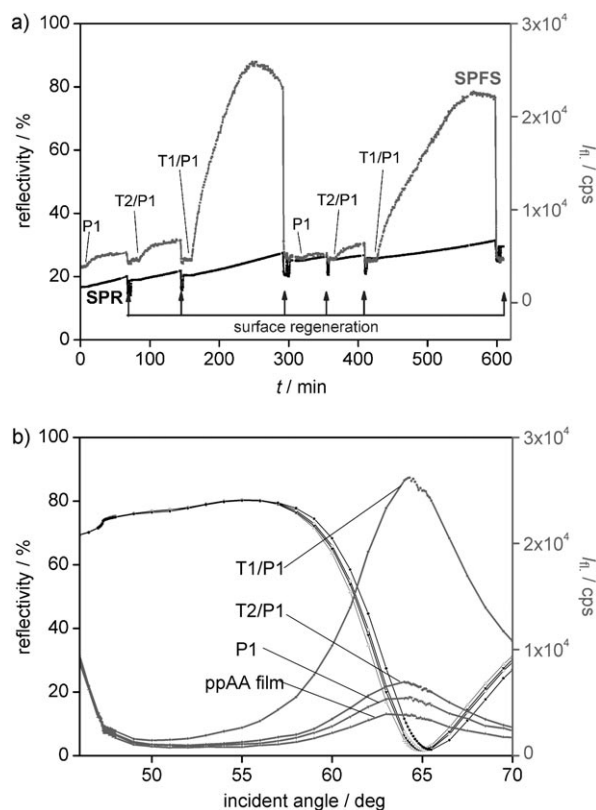 a)
100
80
60
40
20
0
reflectivity / %
3x10⁴
2x10⁴
1x10⁴
0
I fl. / cps
SPFS
T1/P1
T1/P1
T2/P1
P1
P1
T2/P1
SPR
surface regeneration
0 100 200 300 400 500 600
t / min
b)
100
80
60
40
20
0
reflectivity / %
3x10⁴
2x10⁴
1x10⁴
0
I fl. / cps
T1/P1
T2/P1
P1
ppAA film
50 55 60 65 70
incident angle / deg